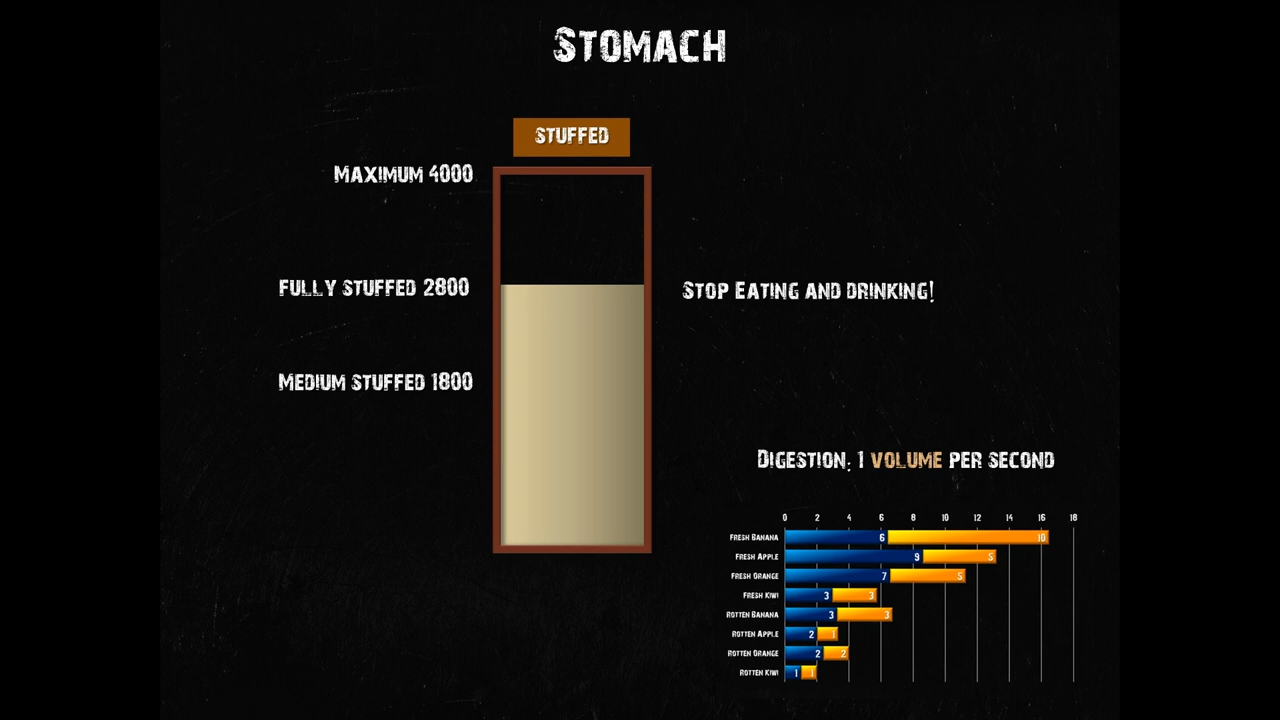 STOMACH
STUFFED
MAXIMUM 4000
FULLY STUFFED 2800
STOP EATING AND DRINKING!
MEDIUM STUFFED 1800
DIGESTION: 1 VOLUME PER SECOND
0 2 4 6 8 10 12 14 16 18
FRESH BANANA 6 10
FRESH APPLE 9 5
FRESH ORANGE 7 5
FRESH KIWI 3 3
ROTTEN BANANA 3 3
ROTTEN APPLE 2 1
ROTTEN ORANGE 2 2
ROTTEN KIWI 1 1